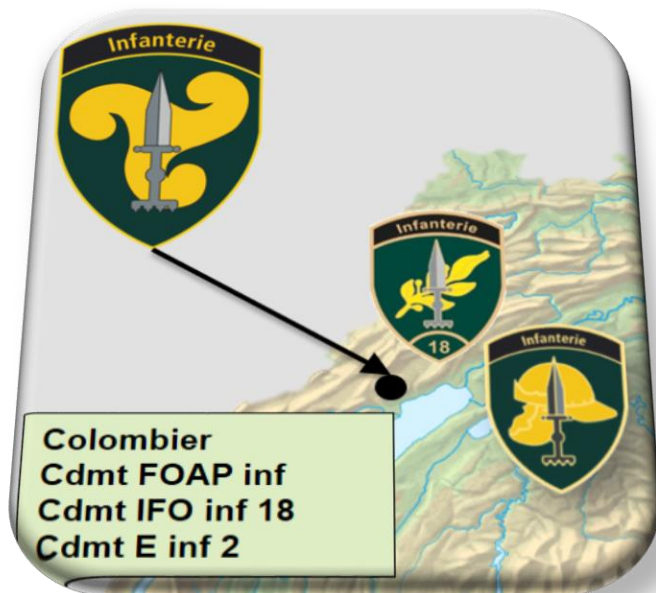 Infanterie
Infanterie
18
Infanterie
Colombier
Cdmt FOAP inf
Cdmt IFO inf 18
Cdmt E inf 2